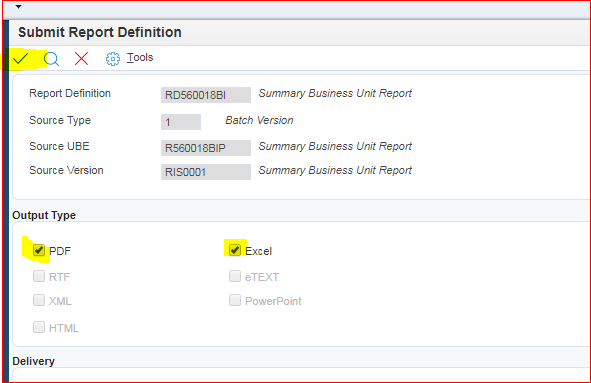 Submit Report Definition
Tools
Report Definition RD560018BI Summary Business Unit Report
Source Type 1 Batch Version
Source UBE R560018BIP Summary Business Unit Report
Source Version RIS0001 Summary Business Unit Report
Output Type
PDF Excel
RTF eTEXT
XML PowerPoint
HTML
Delivery